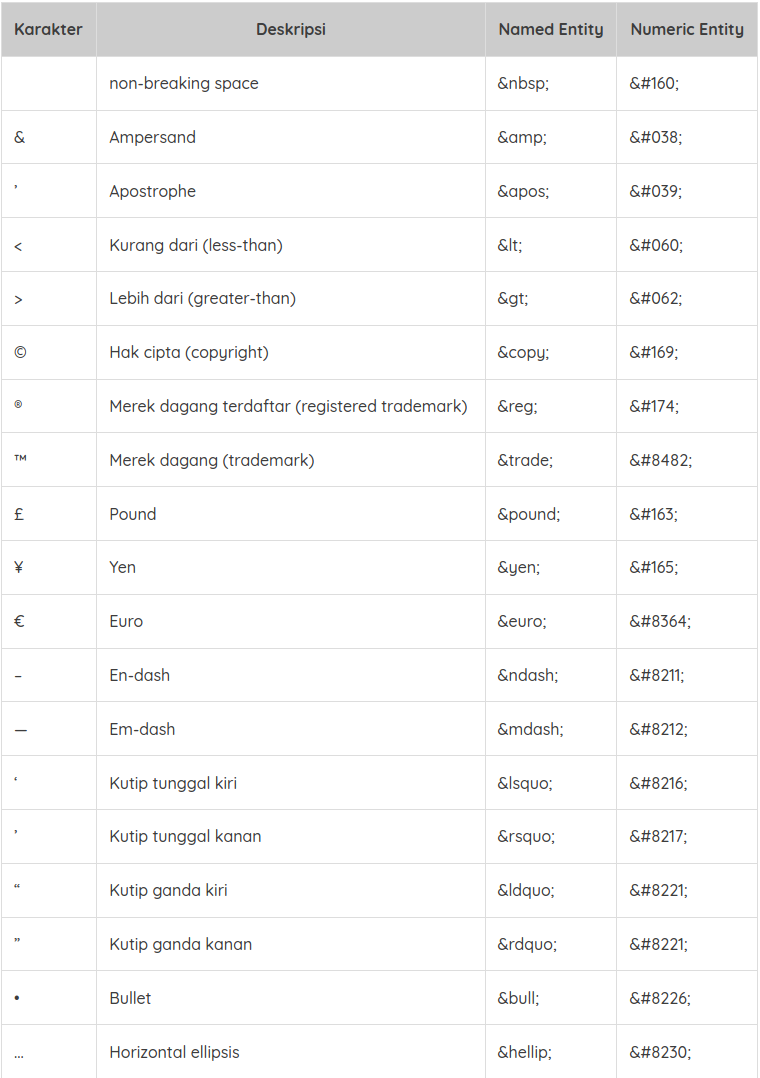 Karakter Deskripsi Named Entity Numeric Entity
non-breaking space &nbsp; &#160;
& Ampersand &amp; &#038;
’ Apostrophe &apos; &#039;
< Kurang dari (less-than) &lt; &#060;
> Lebih dari (greater-than) &gt; &#062;
© Hak cipta (copyright) &copy; &#169;
® Merek dagang terdaftar (registered trademark) &reg; &#174;
™ Merek dagang (trademark) &trade; &#8482;
£ Pound &pound; &#163;
¥ Yen &yen; &#165;
€ Euro &euro; &#8364;
– En-dash &ndash; &#8211;
— Em-dash &mdash; &#8212;
‘ Kutip tunggal kiri &lsquo; &#8216;
’ Kutip tunggal kanan &rsquo; &#8217;
“ Kutip ganda kiri &ldquo; &#8221;
” Kutip ganda kanan &rdquo; &#8221;
• Bullet &bull; &#8226;
… Horizontal ellipsis &hellip; &#8230;